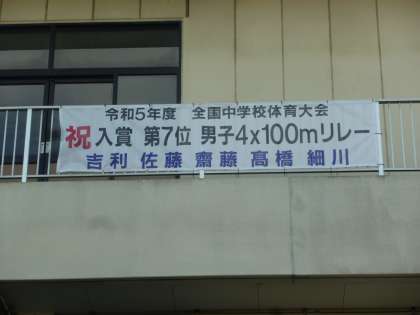 令和5年度 全国中学校体育大会
祝 入賞 第7位 男子4x100mリレー
吉利 佐藤 齋藤 髙橋 細川